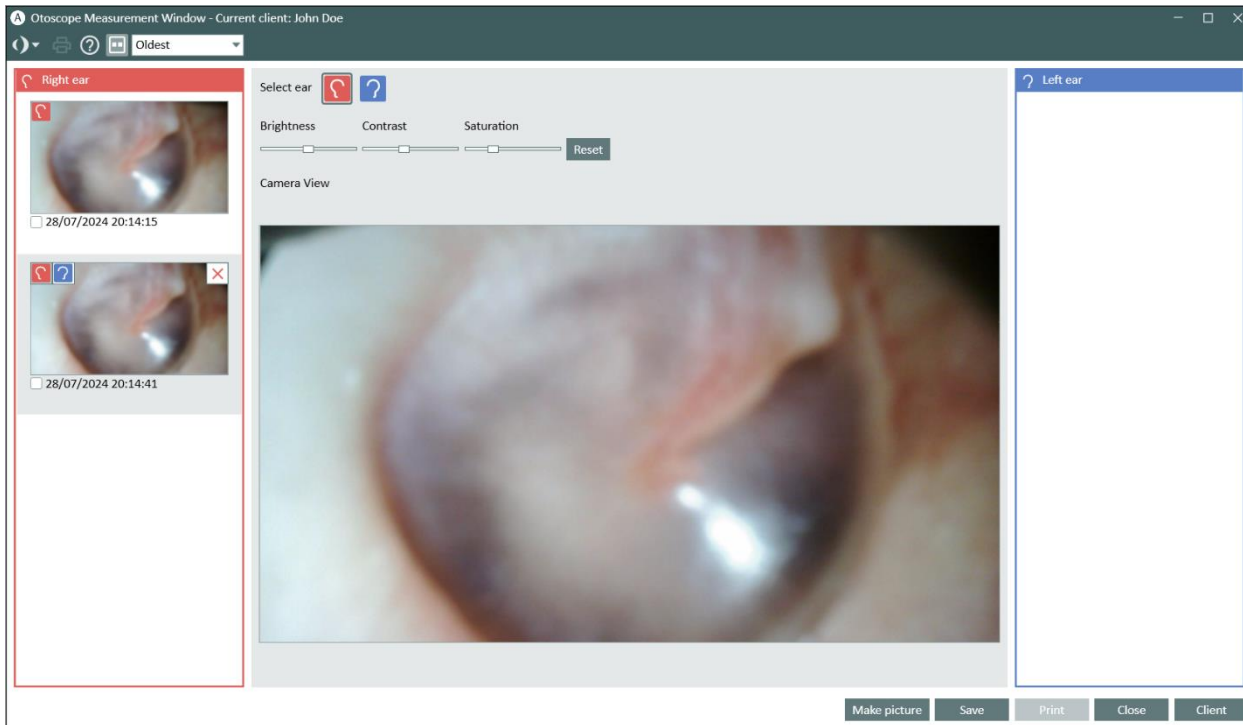 Otoscope Measurement Window - Current client: John Doe
Oldest
Right ear
28/07/2024 20:14:15
28/07/2024 20:14:41
Select ear
Brightness Contrast Saturation
Reset
Camera View
Left ear
Make picture Save Print Close Client